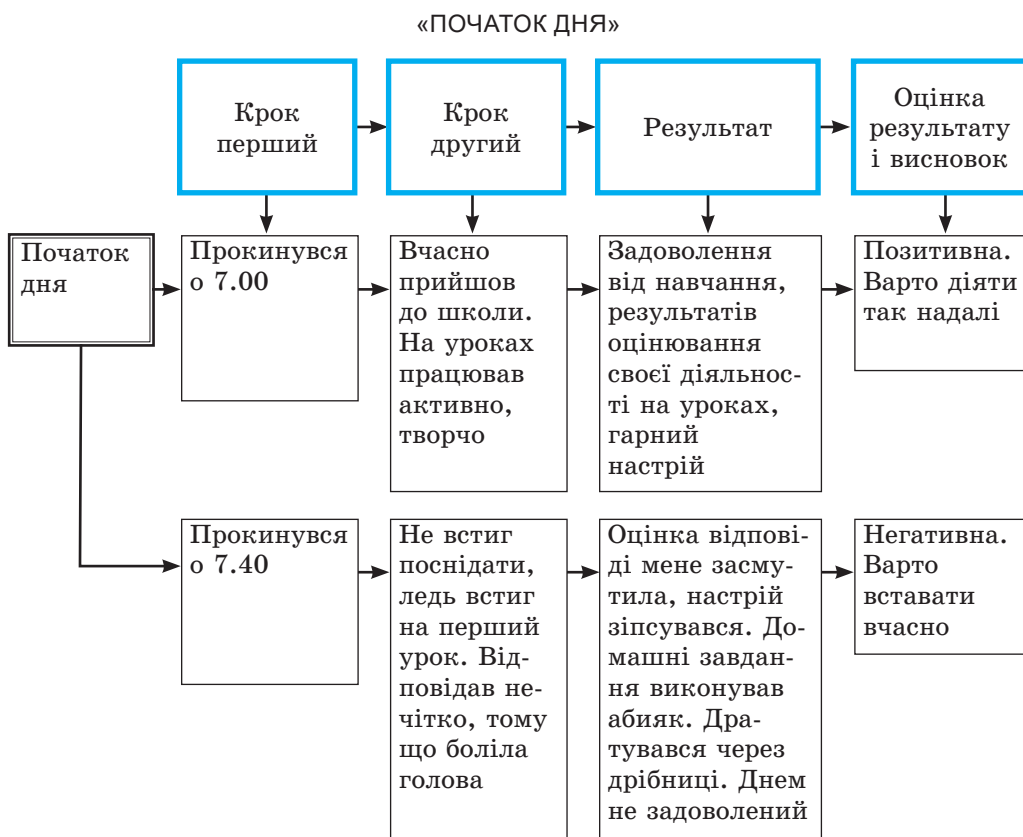 «ПОЧАТОК ДНЯ»
Крок
перший
Крок
другий
Результат
Оцінка
результату
і висновок
Початок
дня
Прокинувся
о 7.00
Вчасно
прийшов
до школи.
На уроках
працював
активно,
творчо
Задоволення
від навчання,
результатів
оцінювання
своєї діяльнос-
ті на уроках,
гарний
настрій
Позитивна.
Варто діяти
так надалі
Прокинувся
о 7.40
Не встиг
поснідати,
ледь встиг
на перший
урок. Від-
повідав не-
чітко, тому
що боліла
голова
Оцінка відпові-
ді мене засму-
тила, настрій
зіпсувався. До-
машні завдан-
ня виконував
абияк. Дра-
тувався через
дрібниці. Днем
не задоволений
Негативна.
Варто
вставати
вчасно